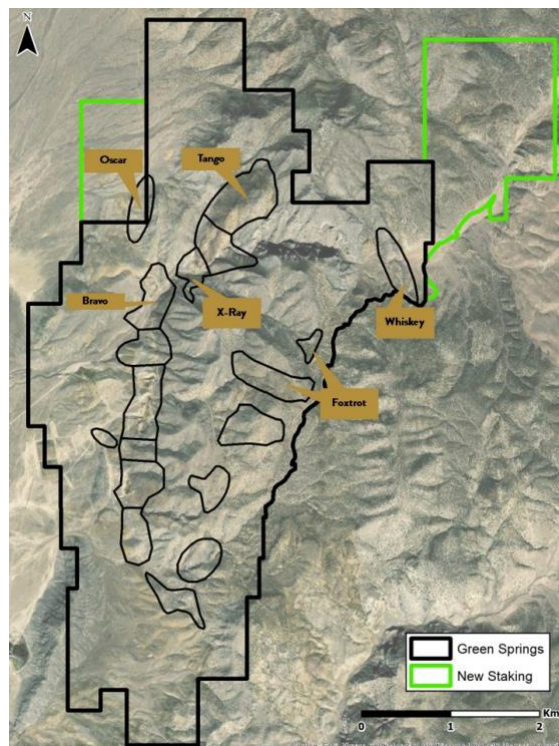 N
Oscar
Tango
Bravo
X-Ray
Whiskey
Foxtrot
Green Springs
New Staking
0 1 2
Km